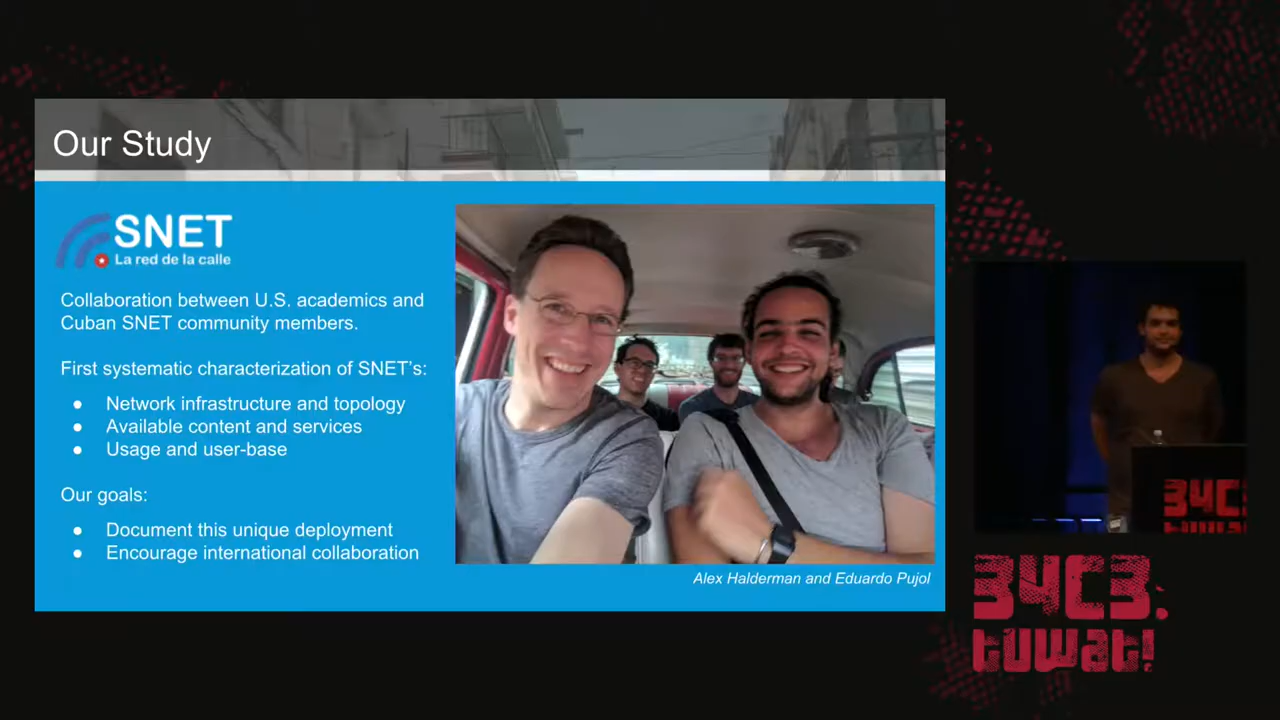 Our Study
SNET
La red de la calle
Collaboration between U.S. academics and
Cuban SNET community members.
First systematic characterization of SNET's:
● Network infrastructure and topology
● Available content and services
● Usage and user-base
Our goals:
● Document this unique deployment
● Encourage international collaboration
Alex Halderman and Eduardo Pujol
34C3
34C3:
tuwat!